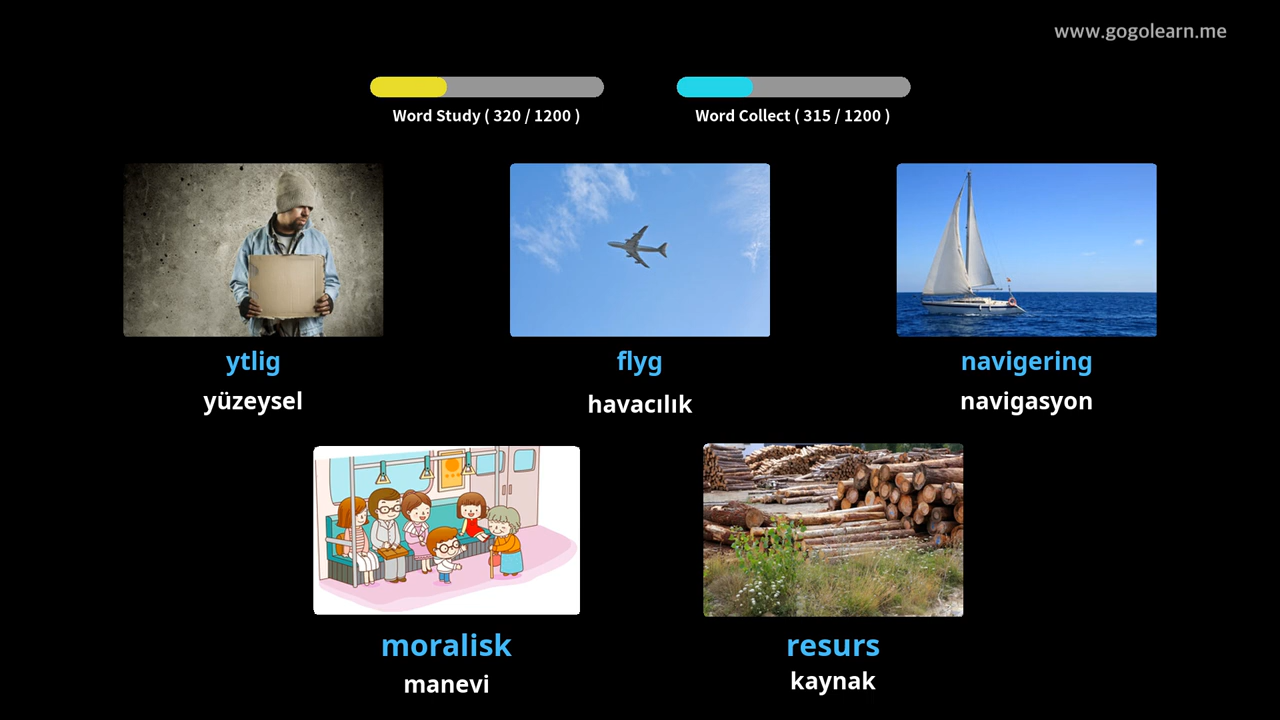 www.gogolearn.me
Word Study ( 320 / 1200 )
Word Collect ( 315 / 1200 )
ytlig
yüzeysel
flyg
havacılık
navigering
navigasyon
moralisk
manevi
resurs
kaynak